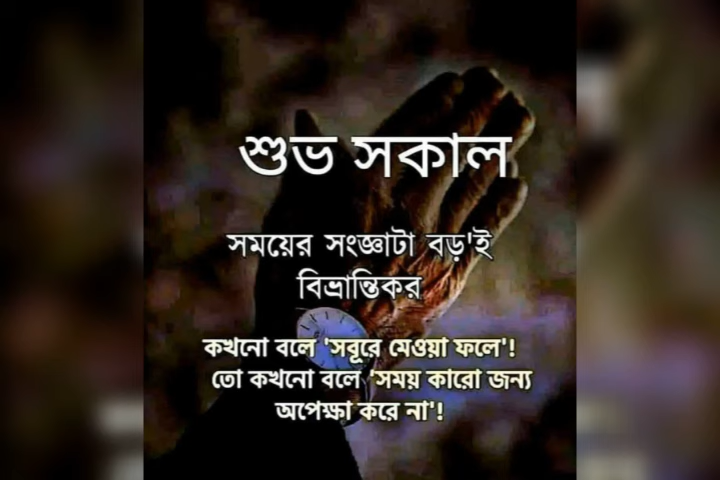 শুভ সকাল
সময়ের সংজ্ঞাটা বড়'ই
বিভ্রান্তিকর
কখনো বলে 'সবূরে মেওয়া ফলে'!
তো কখনো বলে 'সময় কারো জন্য
অপেক্ষা করে না'!